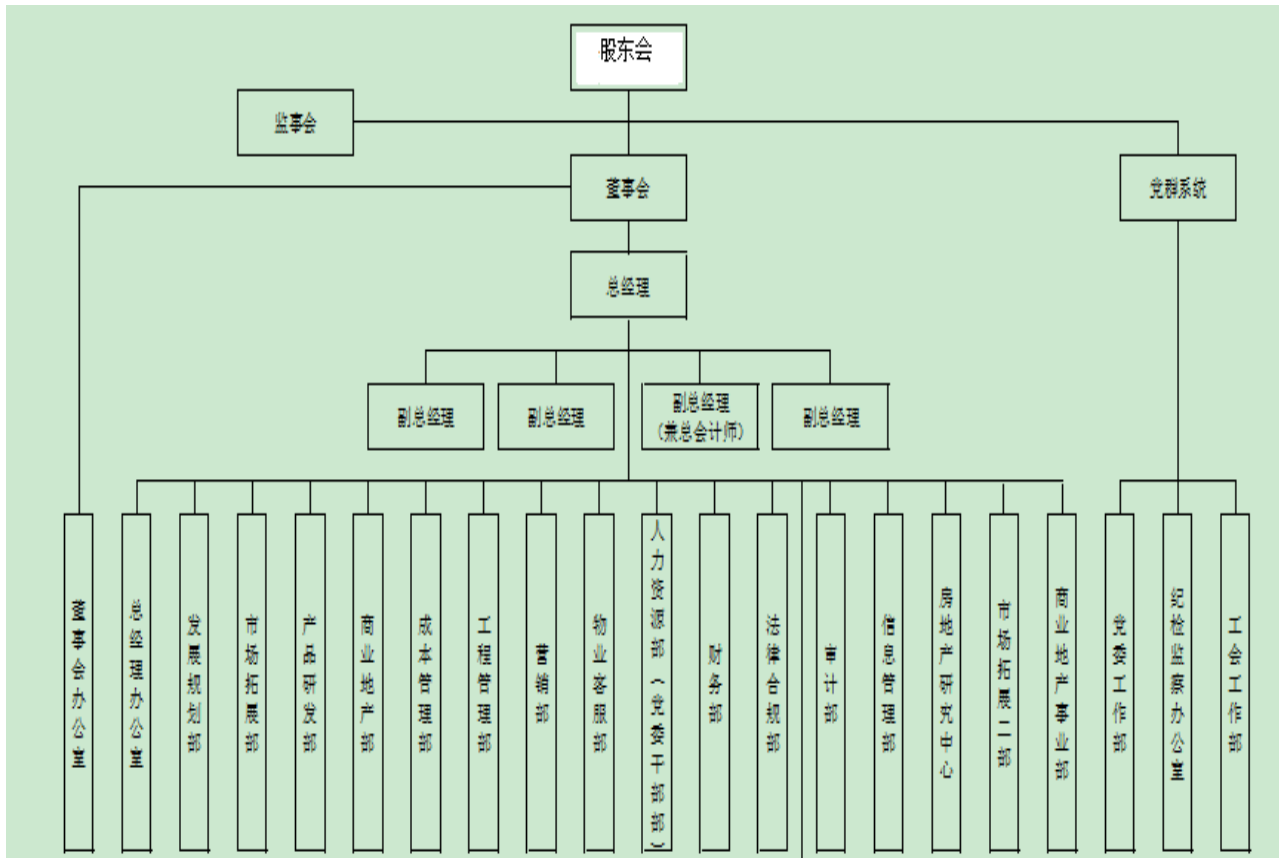 股东会
监事会
董事会
党群系统
总经理
副总经理
副总经理
副总经理
(兼总会计师)
副总经理
董事会办公室
总经理办公室
发展规划部
市场拓展部
产品研发部
商业地产部
成本管理部
工程管理部
营销部
物业客服部
人力资源部(党委干部部)
财务部
法律合规部
审计部
信息管理部
房地产研究中心
市场拓展二部
商业地产事业部
党委工作部
纪检监察办公室
工会工作部